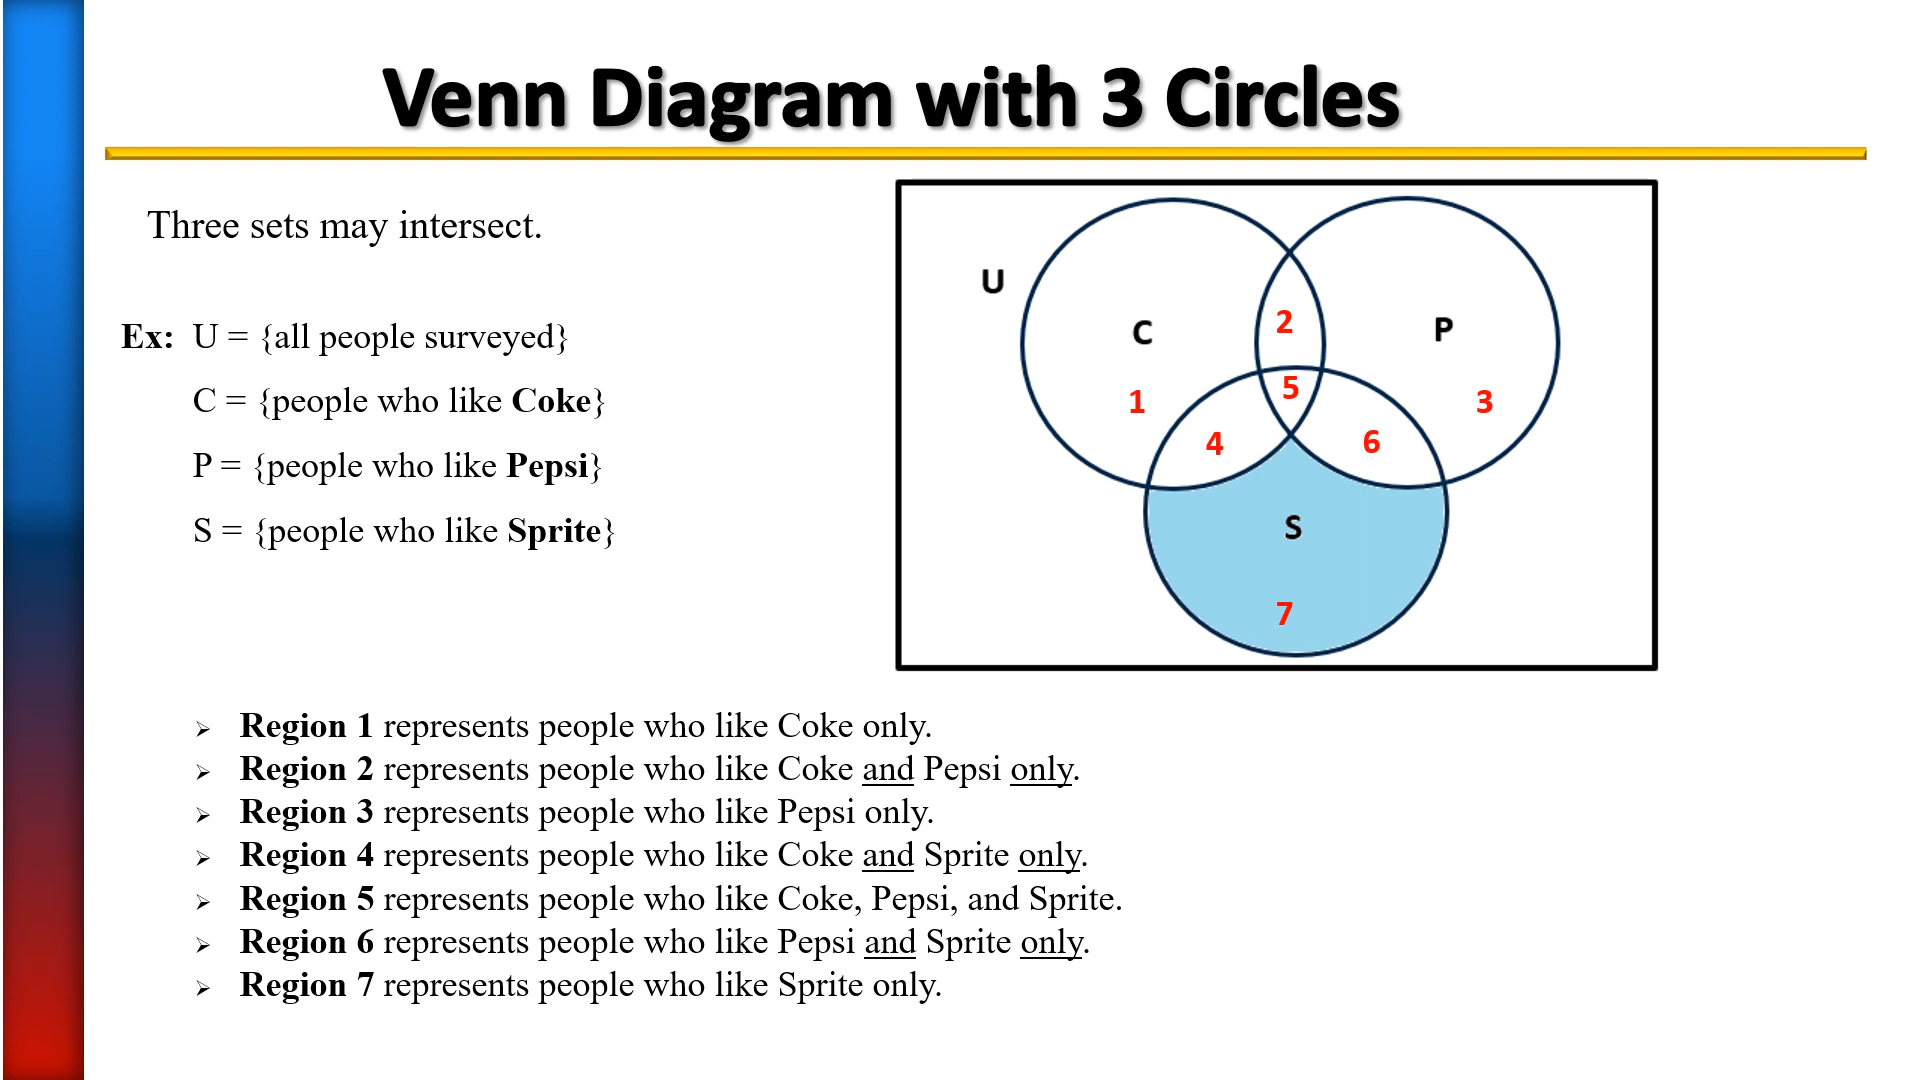 Venn Diagram with 3 Circles
Three sets may intersect.
Ex: U = {all people surveyed}
C = {people who like Coke}
P = {people who like Pepsi}
S = {people who like Sprite}
U
C
P
2
5
1
3
4
6
S
7
Region 1 represents people who like Coke only.
Region 2 represents people who like Coke and Pepsi only.
Region 3 represents people who like Pepsi only.
Region 4 represents people who like Coke and Sprite only.
Region 5 represents people who like Coke, Pepsi, and Sprite.
Region 6 represents people who like Pepsi and Sprite only.
Region 7 represents people who like Sprite only.